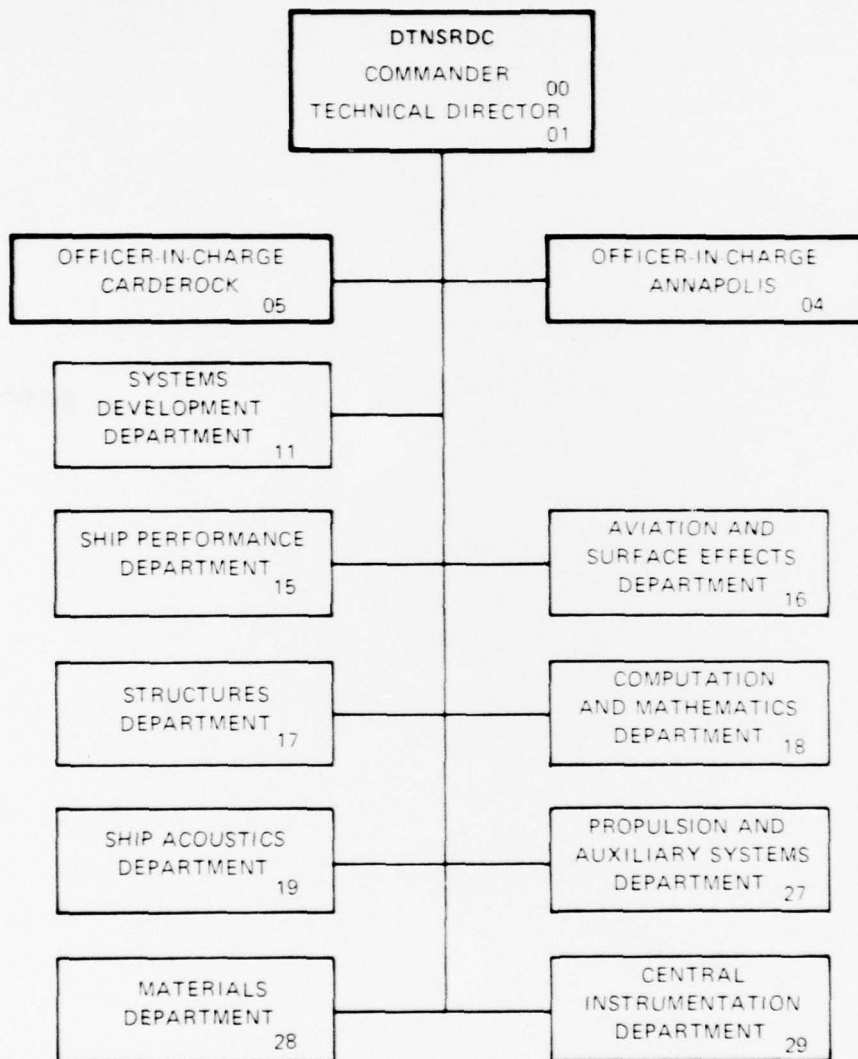 DTNSRDC
COMMANDER
00
TECHNICAL DIRECTOR
01
OFFICER-IN-CHARGE
CARDEROCK
05
OFFICER-IN-CHARGE
ANNAPOLIS
04
SYSTEMS
DEVELOPMENT
DEPARTMENT
11
SHIP PERFORMANCE
DEPARTMENT
15
AVIATION AND
SURFACE EFFECTS
DEPARTMENT
16
STRUCTURES
DEPARTMENT
17
COMPUTATION
AND MATHEMATICS
DEPARTMENT
18
SHIP ACOUSTICS
DEPARTMENT
19
PROPULSION AND
AUXILIARY SYSTEMS
DEPARTMENT
27
MATERIALS
DEPARTMENT
28
CENTRAL
INSTRUMENTATION
DEPARTMENT
29